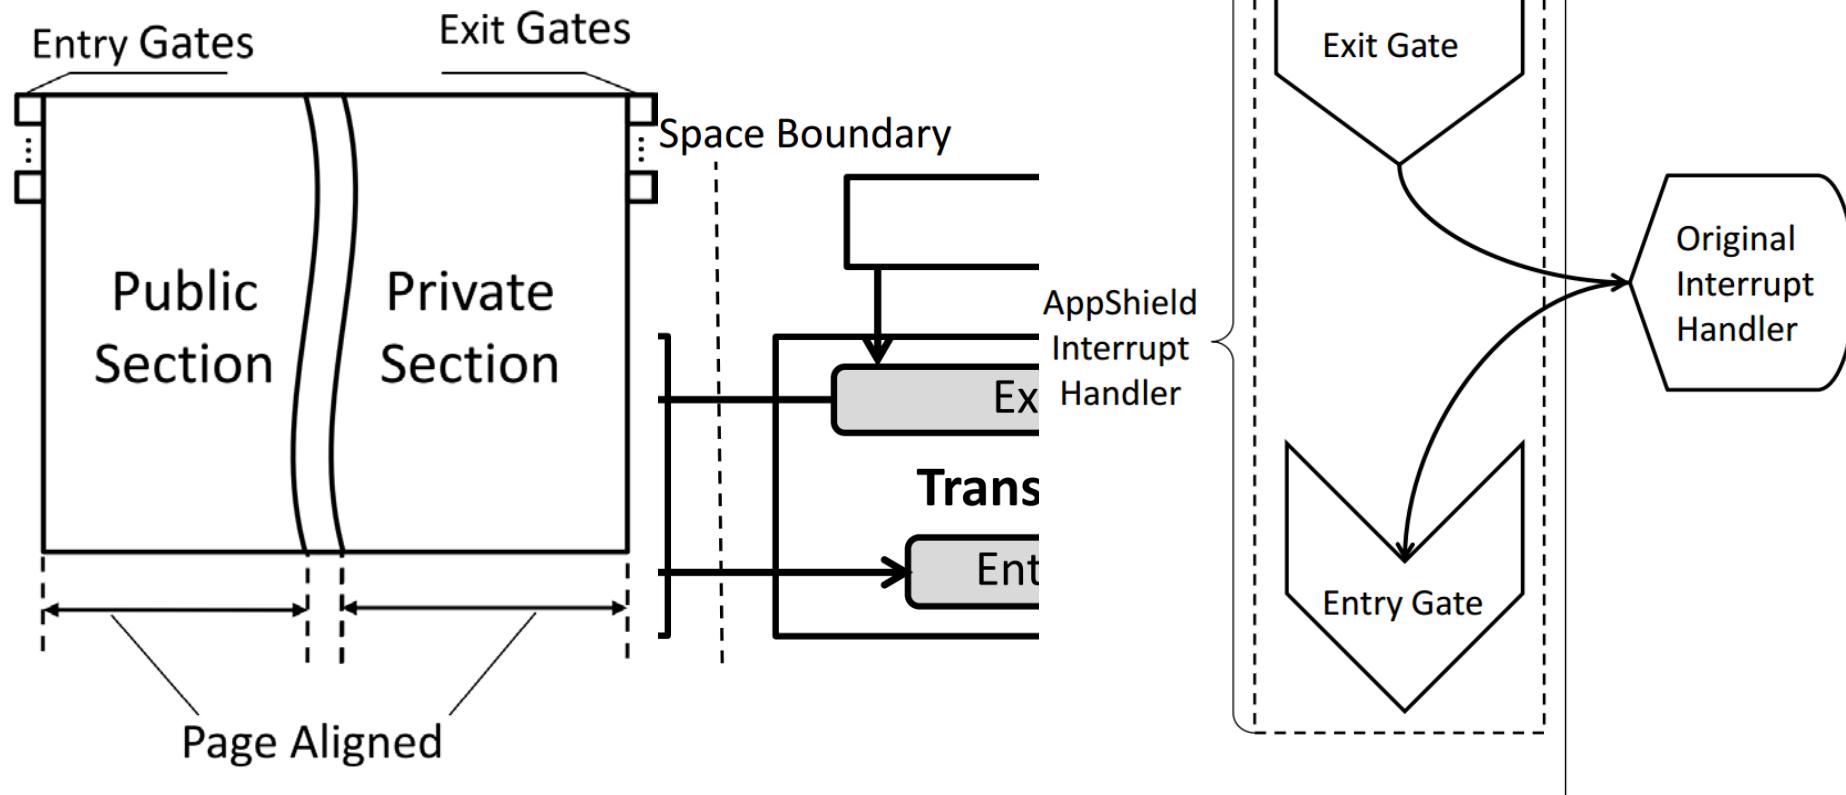 Entry Gates
Exit Gates
Public
Section
Private
Section
Page Aligned
Space Boundary
Ex
Trans
Ent
AppShield
Interrupt
Handler
Exit Gate
Original
Interrupt
Handler
Entry Gate